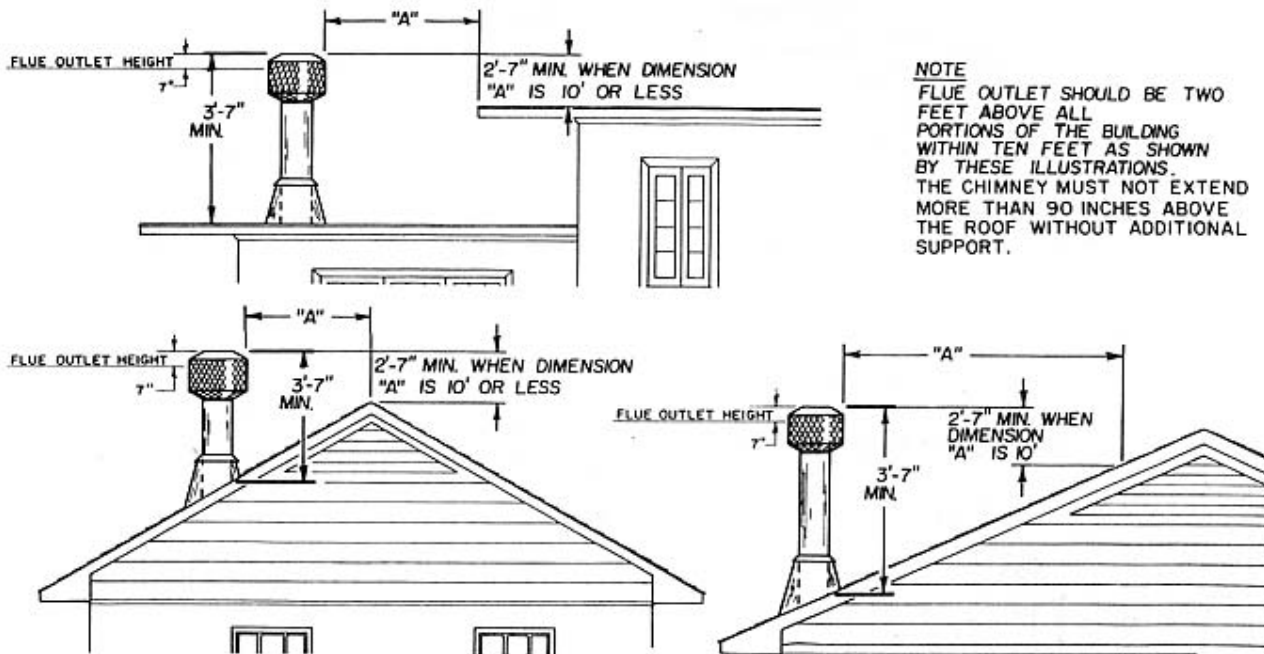 "A"
FLUE OUTLET HEIGHT
7"
3'-7"
MIN.
2'-7" MIN. WHEN DIMENSION
"A" IS 10' OR LESS
NOTE
FLUE OUTLET SHOULD BE TWO
FEET ABOVE ALL
PORTIONS OF THE BUILDING
WITHIN TEN FEET AS SHOWN
BY THESE ILLUSTRATIONS.
THE CHIMNEY MUST NOT EXTEND
MORE THAN 90 INCHES ABOVE
THE ROOF WITHOUT ADDITIONAL
SUPPORT.
"A"
FLUE OUTLET HEIGHT
7"
3'-7"
MIN.
2'-7" MIN. WHEN DIMENSION
"A" IS 10' OR LESS
"A"
FLUE OUTLET HEIGHT
7"
2'-7" MIN. WHEN
DIMENSION
"A" IS 10'
3'-7"
MIN.